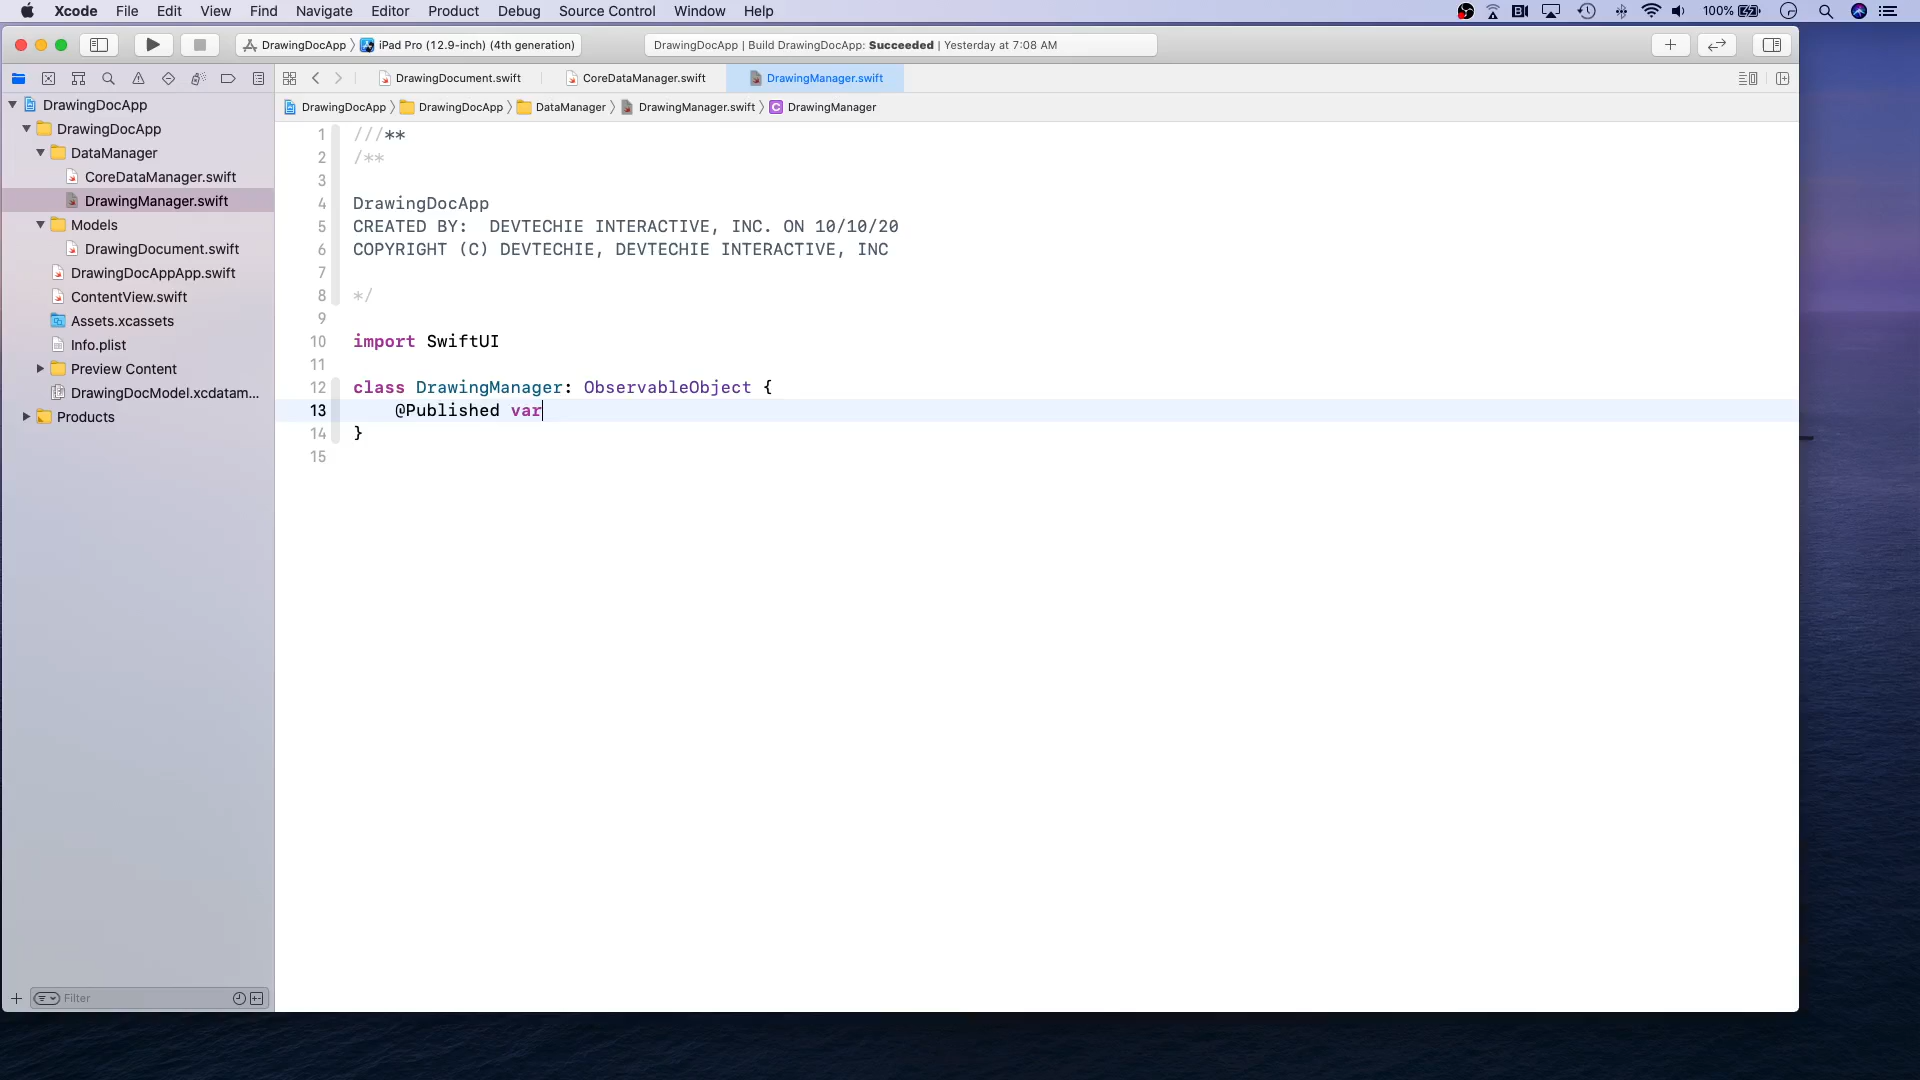 Xcode File Edit View Find Navigate Editor Product Debug Source Control Window Help 100%
DrawingDocApp iPad Pro (12.9-inch) (4th generation) DrawingDocApp | Build DrawingDocApp: Succeeded | Yesterday at 7:08 AM
DrawingDocument.swift CoreDataManager.swift DrawingManager.swift
DrawingDocApp DrawingDocApp DataManager DrawingManager.swift C DrawingManager
DrawingDocApp
DrawingDocApp
DataManager
CoreDataManager.swift
DrawingManager.swift
Models
DrawingDocument.swift
DrawingDocAppApp.swift
ContentView.swift
Assets.xcassets
Info.plist
Preview Content
DrawingDocModel.xcdatam...
Products
Filter
1 ///**
2 /**
3
4 DrawingDocApp
5 CREATED BY: DEVTECHIE INTERACTIVE, INC. ON 10/10/20
6 COPYRIGHT (C) DEVTECHIE, DEVTECHIE INTERACTIVE, INC
7
8 */
9
10 import SwiftUI
11
12 class DrawingManager: ObservableObject {
13 @Published var
14 }
15